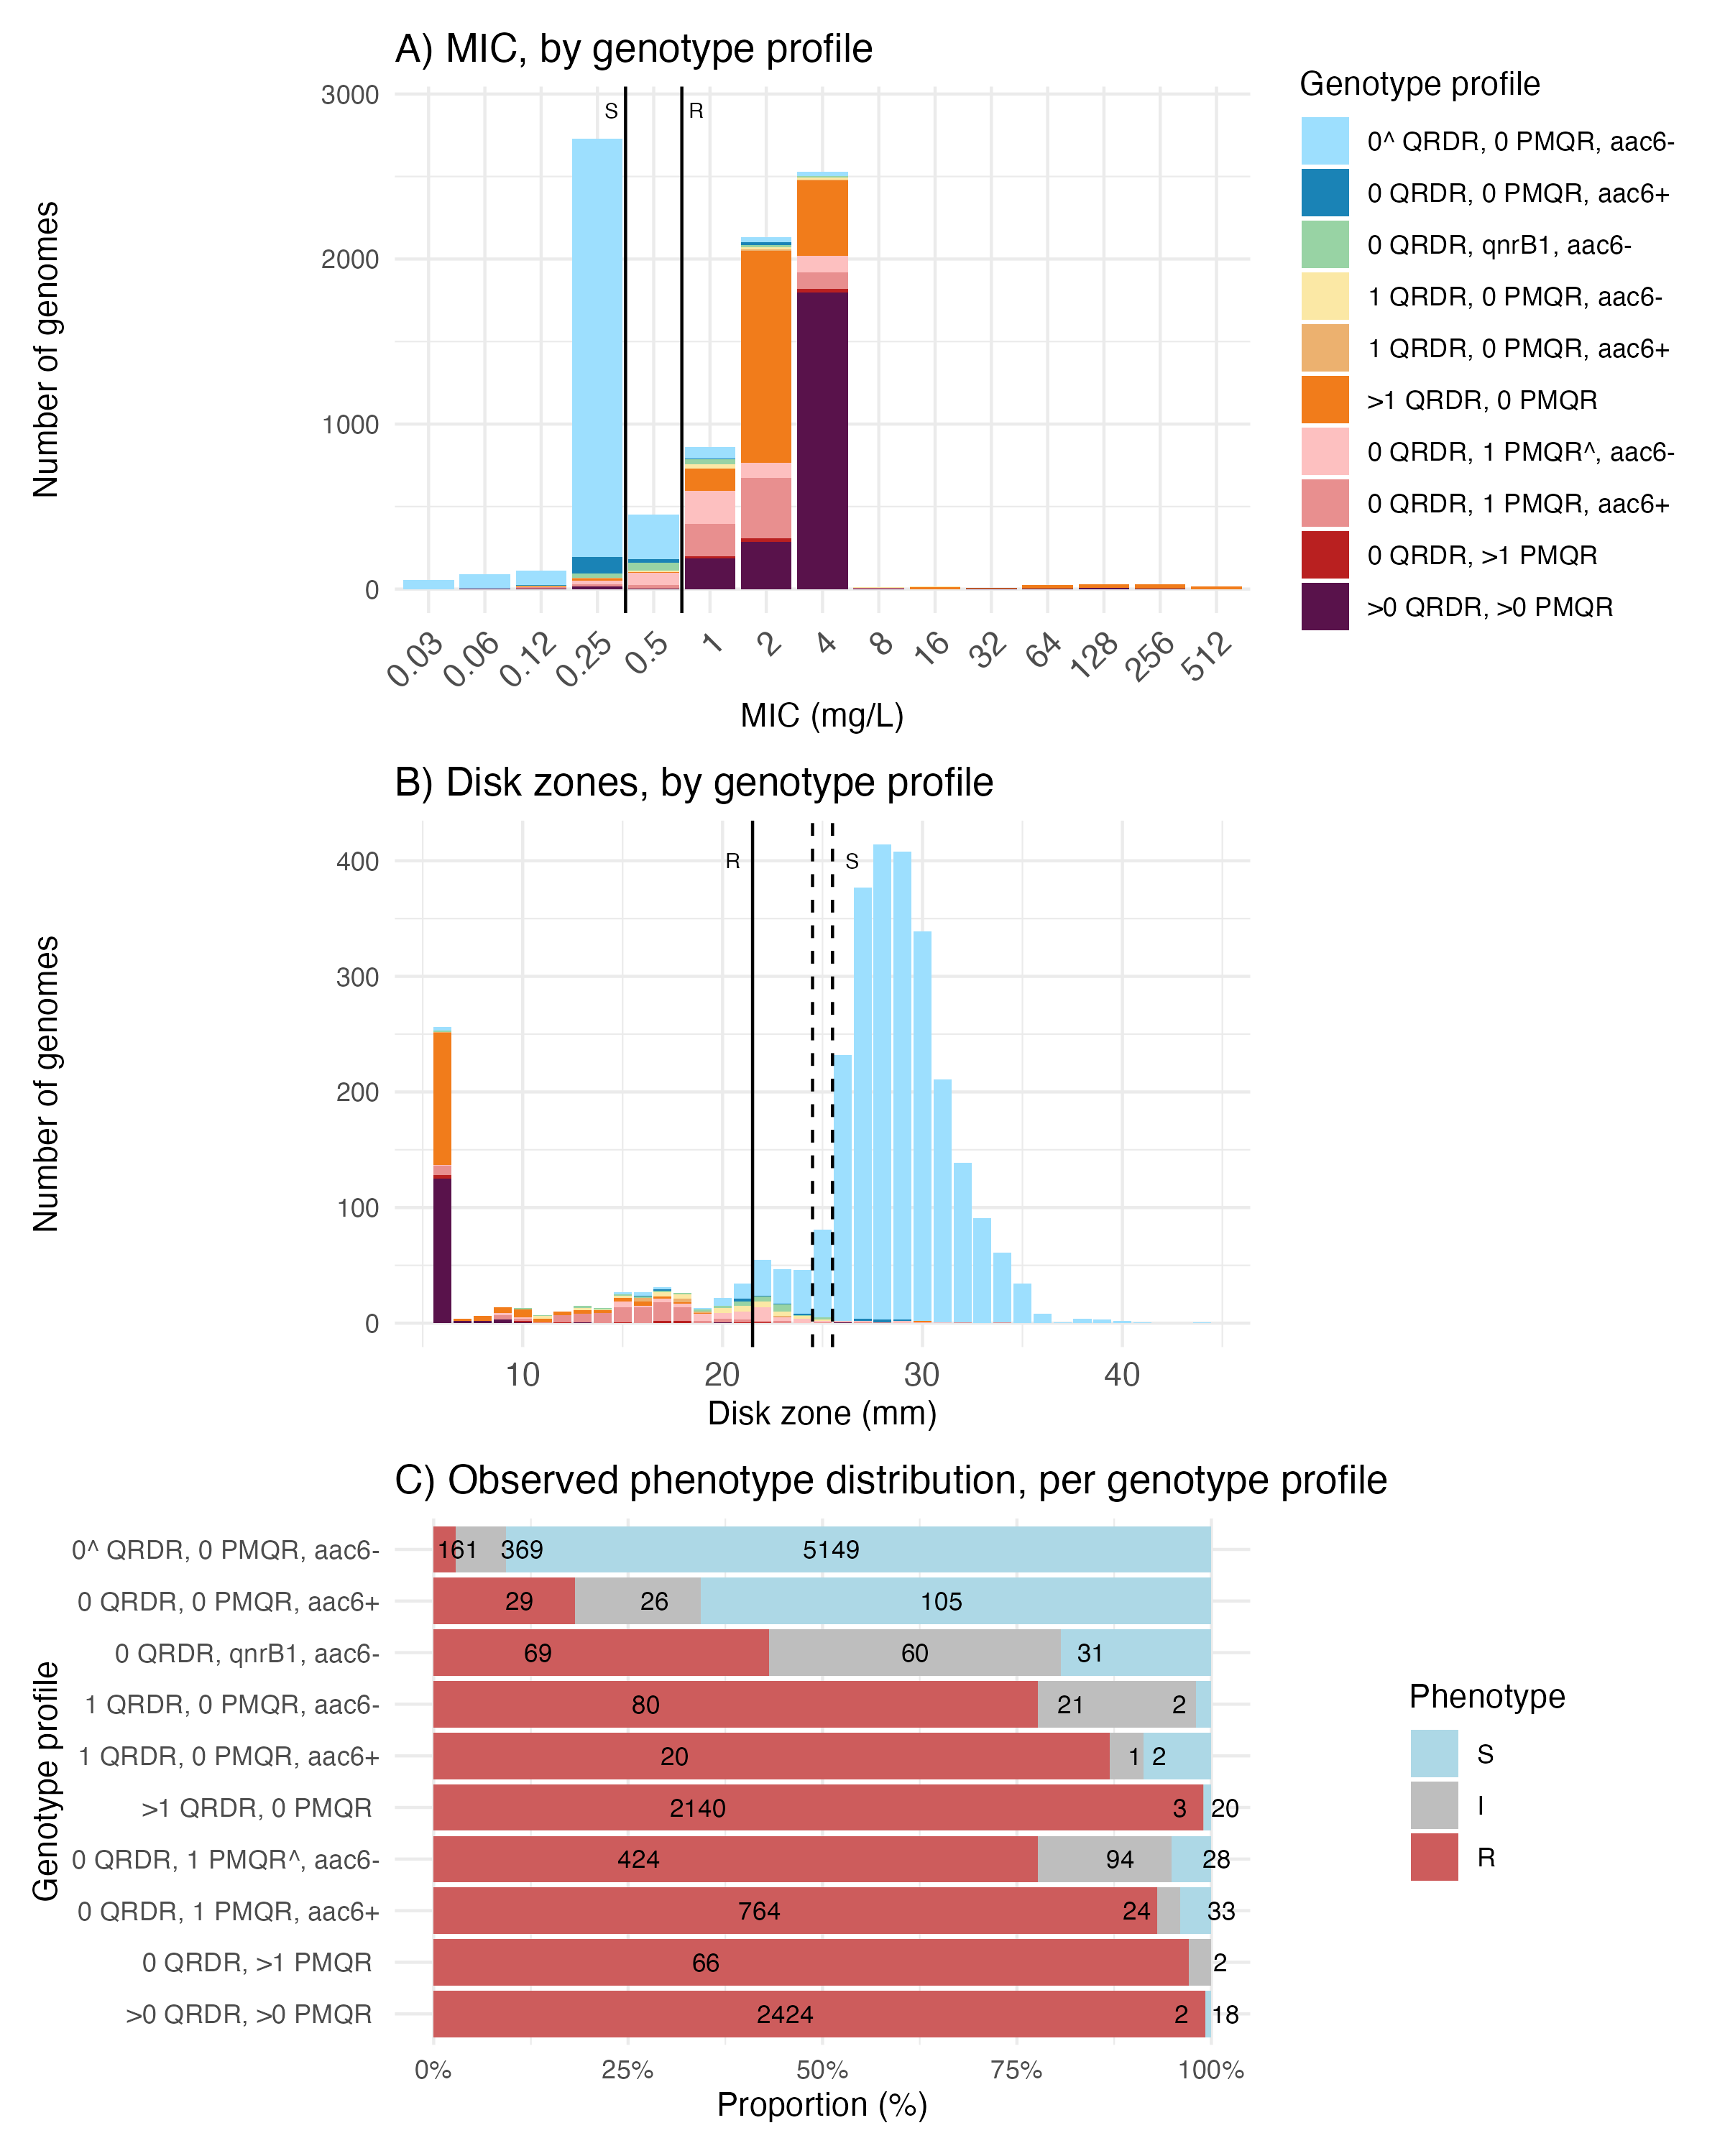 A) MIC, by genotype profile
Number of genomes
3000
2000
1000
0
S
R
0.03
0.06
0.12
0.25
0.5
1
2
4
8
16
32
64
128
256
512
MIC (mg/L)
Genotype profile
0^ QRDR, 0 PMQR, aac6-
0 QRDR, 0 PMQR, aac6+
0 QRDR, qnrB1, aac6-
1 QRDR, 0 PMQR, aac6-
1 QRDR, 0 PMQR, aac6+
>1 QRDR, 0 PMQR
0 QRDR, 1 PMQR^, aac6-
0 QRDR, 1 PMQR, aac6+
0 QRDR, >1 PMQR
>0 QRDR, >0 PMQR
B) Disk zones, by genotype profile
Number of genomes
400
300
200
100
0
R
S
10
20
30
40
Disk zone (mm)
C) Observed phenotype distribution, per genotype profile
Genotype profile
0^ QRDR, 0 PMQR, aac6- 161 369 5149
0 QRDR, 0 PMQR, aac6+ 29 26 105
0 QRDR, qnrB1, aac6- 69 60 31
1 QRDR, 0 PMQR, aac6- 80 21 2
1 QRDR, 0 PMQR, aac6+ 20 1 2
>1 QRDR, 0 PMQR 2140 3 20
0 QRDR, 1 PMQR^, aac6- 424 94 28
0 QRDR, 1 PMQR, aac6+ 764 24 33
0 QRDR, >1 PMQR 66 2
>0 QRDR, >0 PMQR 2424 2 18
0%
25%
50%
75%
100%
Proportion (%)
Phenotype
S
I
R